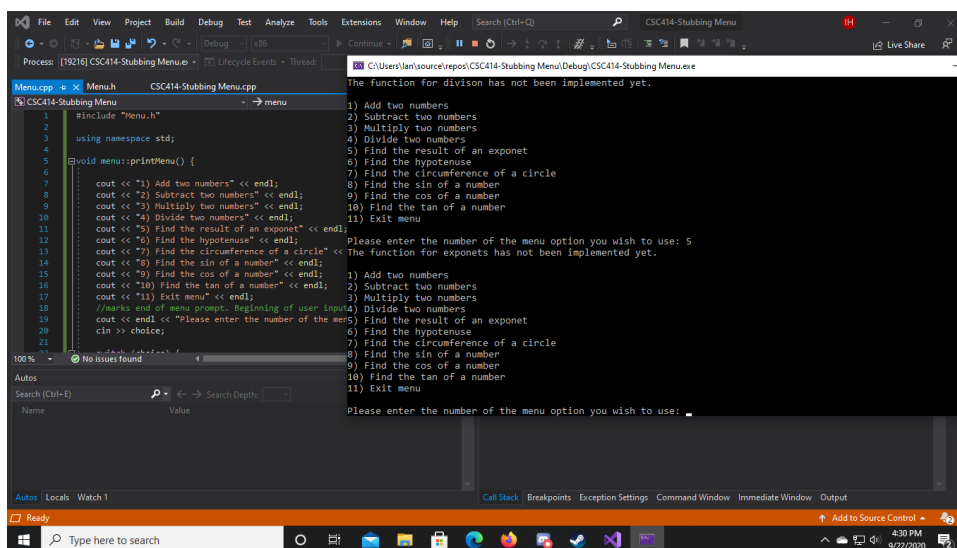 File Edit View Project Build Debug Test Analyze Tools Extensions Window Help Search (Ctrl+Q) CSC414-Stubbing Menu IH
Debug x86 Continue Live Share
Process: [19216] CSC414-Stubbing Menu.e Lifecycle Events Thread:
C:\Users\Ian\source\repos\CSC414-Stubbing Menu\Debug\CSC414-Stubbing Menu.exe
Menu.cpp Menu.h CSC414-Stubbing Menu.cpp
CSC414-Stubbing Menu menu
1 #include "Menu.h"
2
3 using namespace std;
4
5 void menu::printMenu() {
6
7 cout << "1) Add two numbers" << endl;
8 cout << "2) Subtract two numbers" << endl;
9 cout << "3) Multiply two numbers" << endl;
10 cout << "4) Divide two numbers" << endl;
11 cout << "5) Find the result of an exponet" << endl;
12 cout << "6) Find the hypotenuse" << endl;
13 cout << "7) Find the circumference of a circle" <<
14 cout << "8) Find the sin of a number" << endl;
15 cout << "9) Find the cos of a number" << endl;
16 cout << "10) Find the tan of a number" << endl;
17 cout << "11) Exit menu" << endl;
18 //marks end of menu prompt. Beginning of user input
19 cout << endl << "Please enter the number of the men
20 cin >> choice;
21
100 % No issues found
The function for divison has not been implemented yet.
1) Add two numbers
2) Subtract two numbers
3) Multiply two numbers
4) Divide two numbers
5) Find the result of an exponet
6) Find the hypotenuse
7) Find the circumference of a circle
8) Find the sin of a number
9) Find the cos of a number
10) Find the tan of a number
11) Exit menu
Please enter the number of the menu option you wish to use: 5
The function for exponets has not been implemented yet.
1) Add two numbers
2) Subtract two numbers
3) Multiply two numbers
4) Divide two numbers
5) Find the result of an exponet
6) Find the hypotenuse
7) Find the circumference of a circle
8) Find the sin of a number
9) Find the cos of a number
10) Find the tan of a number
11) Exit menu
Please enter the number of the menu option you wish to use: _
Autos
Search (Ctrl+E) Search Depth:
Name Value
Autos Locals Watch 1
Call Stack Breakpoints Exception Settings Command Window Immediate Window Output
Ready Add to Source Control 2
Type here to search
4:30 PM
9/22/2020